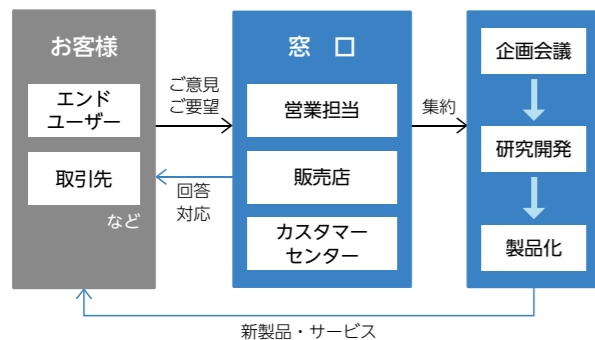 お客様
エンド
ユーザー
取引先
など
ご意見
ご要望
回答
対応
窓　口
営業担当
販売店
カスタマー
センター
集約
企画会議
研究開発
製品化
新製品・サービス